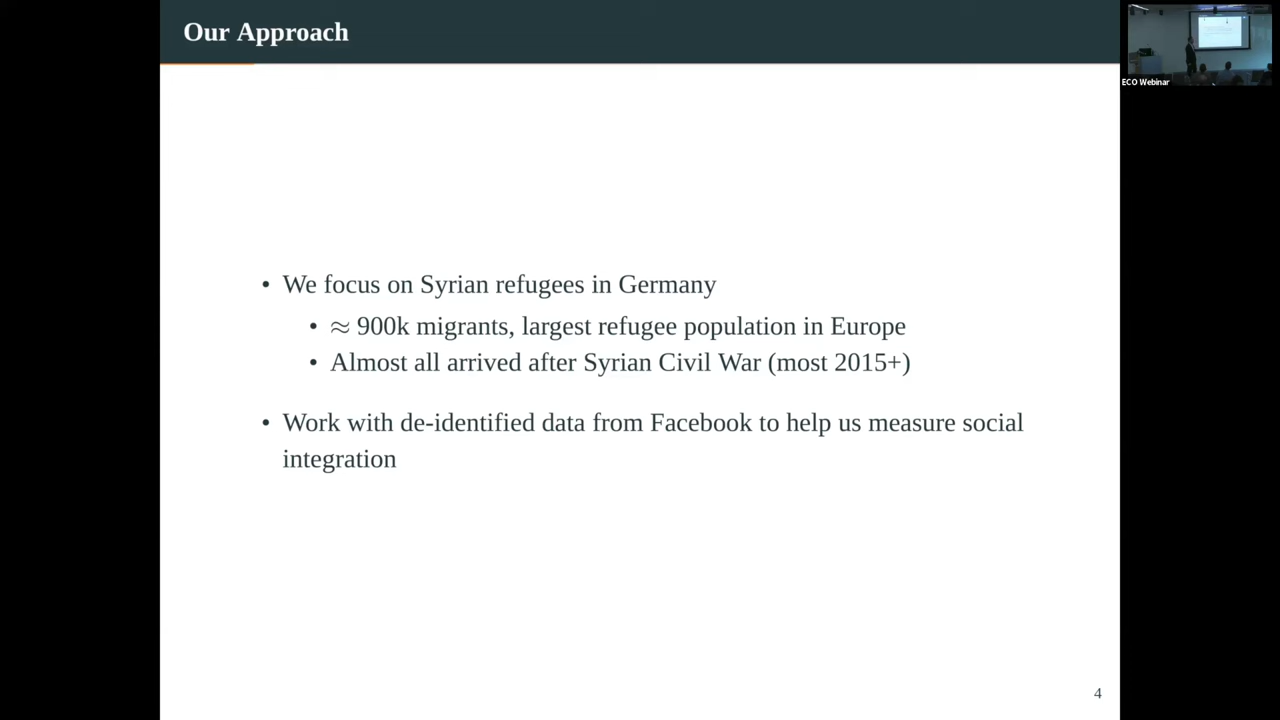 Our Approach
ECO Webinar
• We focus on Syrian refugees in Germany
• ≈ 900k migrants, largest refugee population in Europe
• Almost all arrived after Syrian Civil War (most 2015+)
• Work with de-identified data from Facebook to help us measure social
integration
4